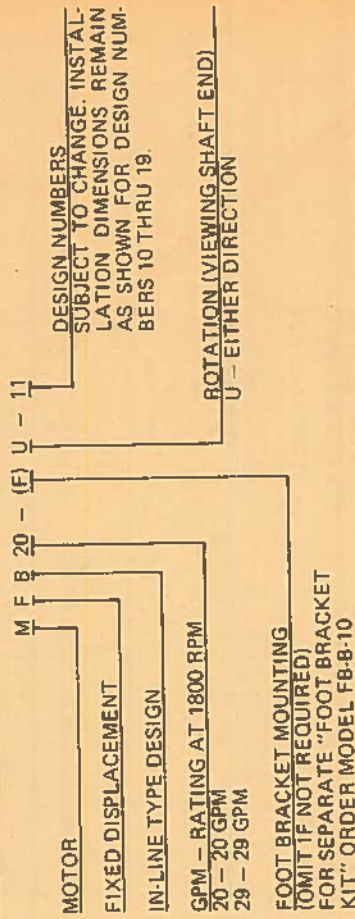 M F B 20 - (F) U - 11
MOTOR
FIXED DISPLACEMENT
IN-LINE TYPE DESIGN
GPM – RATING AT 1800 RPM
20 – 20 GPM
29 – 29 GPM
FOOT BRACKET MOUNTING
(OMIT IF NOT REQUIRED)
FOR SEPARATE "FOOT BRACKET
KIT" ORDER MODEL FB-B-10
DESIGN NUMBERS
SUBJECT TO CHANGE. INSTAL-
LATION DIMENSIONS REMAIN
AS SHOWN FOR DESIGN NUM-
BERS 10 THRU 19.
ROTATION (VIEWING SHAFT END)
U – EITHER DIRECTION